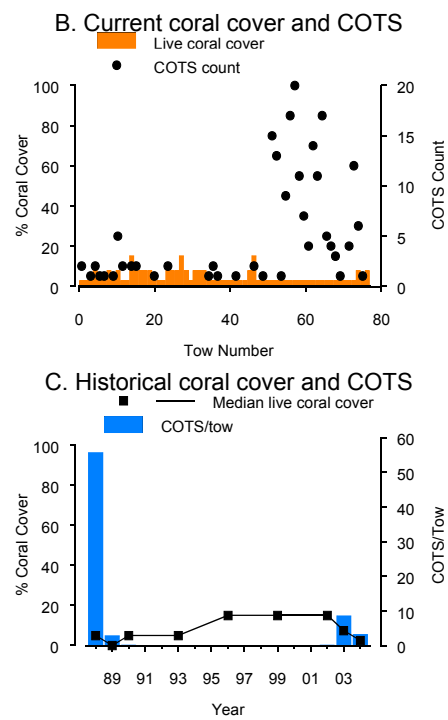 B. Current coral cover and COTS
Live coral cover
COTS count
100
80
60
40
20
0
% Coral Cover
20
15
10
5
0
COTS Count
0 20 40 60 80
Tow Number
C. Historical coral cover and COTS
Median live coral cover
COTS/tow
100
80
60
40
20
0
% Coral Cover
60
50
40
30
20
10
0
COTS/Tow
89 91 93 95 97 99 01 03
Year